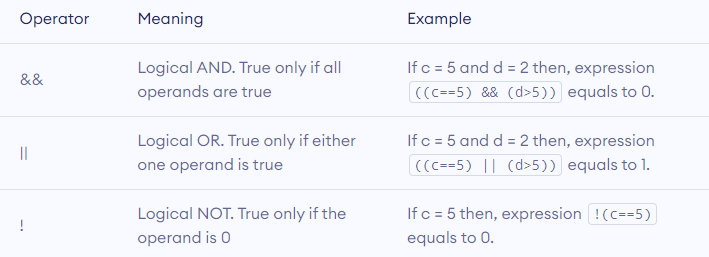 Operator Meaning Example
&& Logical AND. True only if all operands are true If c = 5 and d = 2 then, expression ((c==5) && (d>5)) equals to 0.
|| Logical OR. True only if either one operand is true If c = 5 and d = 2 then, expression ((c==5) || (d>5)) equals to 1.
! Logical NOT. True only if the operand is 0 If c = 5 then, expression !(c==5) equals to 0.